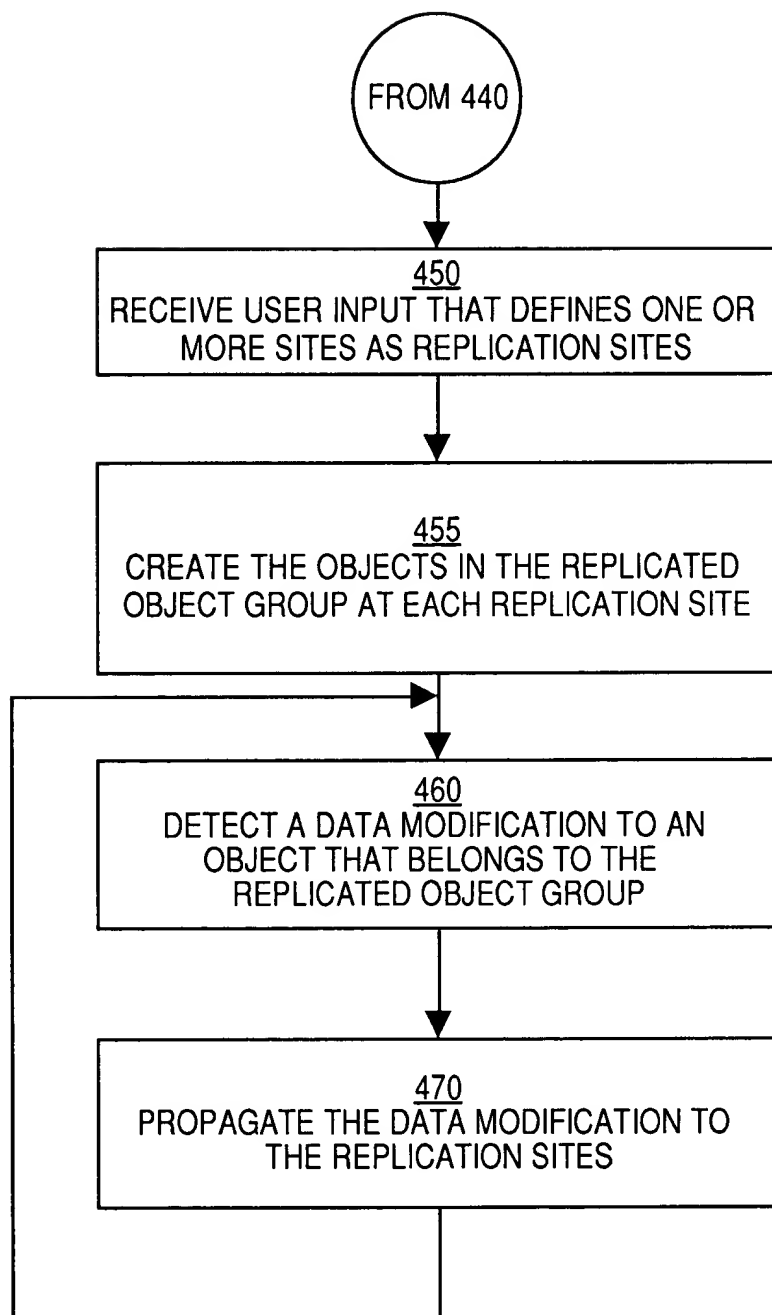 FROM 440
450
RECEIVE USER INPUT THAT DEFINES ONE OR
MORE SITES AS REPLICATION SITES
455
CREATE THE OBJECTS IN THE REPLICATED
OBJECT GROUP AT EACH REPLICATION SITE
460
DETECT A DATA MODIFICATION TO AN
OBJECT THAT BELONGS TO THE
REPLICATED OBJECT GROUP
470
PROPAGATE THE DATA MODIFICATION TO
THE REPLICATION SITES